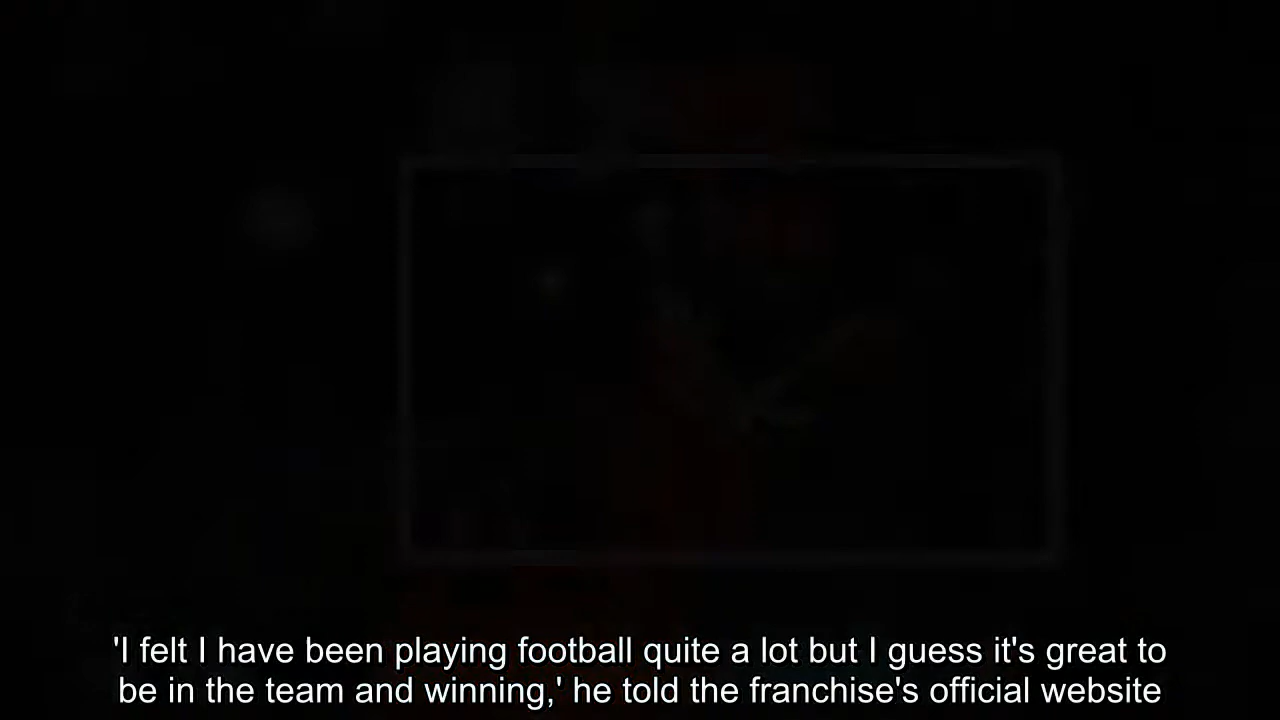 'I felt I have been playing football quite a lot but I guess it's great to
be in the team and winning,' he told the franchise's official website